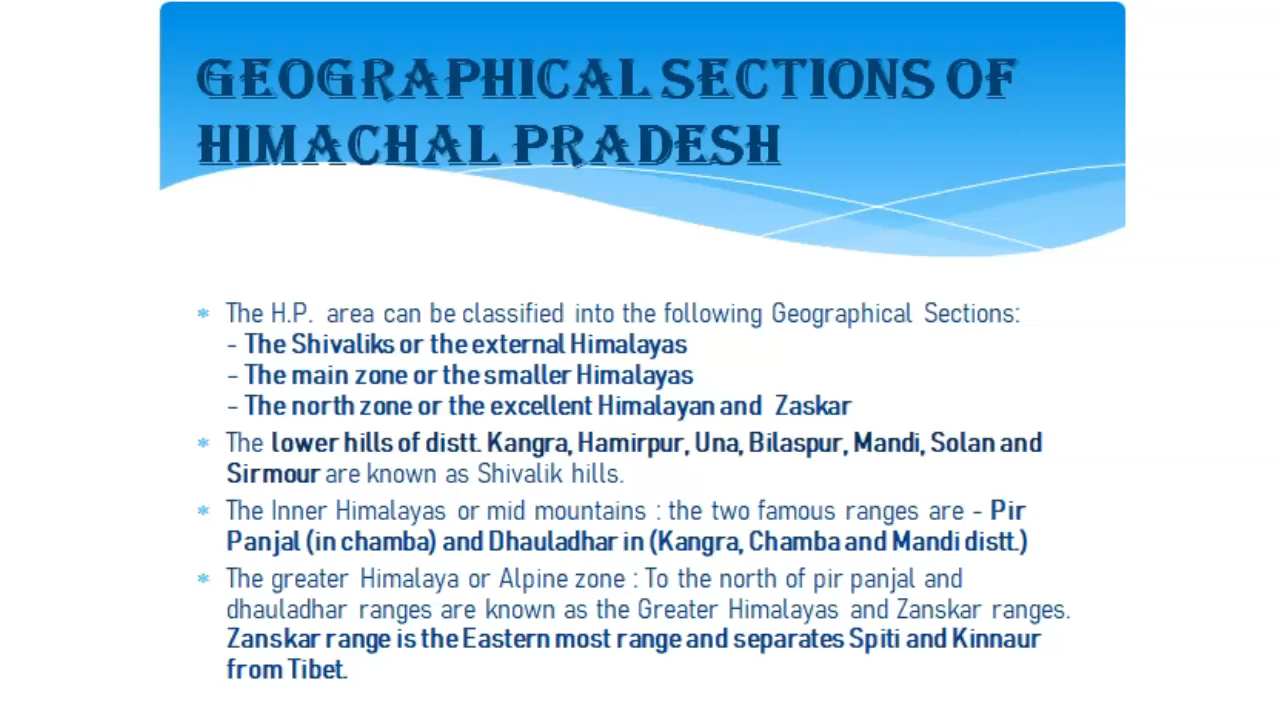 GEOGRAPHICAL SECTIONS OF
HIMACHAL PRADESH
* The H.P. area can be classified into the following Geographical Sections:
- The Shivaliks or the external Himalayas
- The main zone or the smaller Himalayas
- The north zone or the excellent Himalayan and Zaskar
* The lower hills of distt. Kangra, Hamirpur, Una, Bilaspur, Mandi, Solan and
Sirmour are known as Shivalik hills.
* The Inner Himalayas or mid mountains : the two famous ranges are - Pir
Panjal (in chamba) and Dhauladhar in (Kangra, Chamba and Mandi distt.)
* The greater Himalaya or Alpine zone : To the north of pir panjal and
dhauladhar ranges are known as the Greater Himalayas and Zanskar ranges.
Zanskar range is the Eastern most range and separates Spiti and Kinnaur
from Tibet.